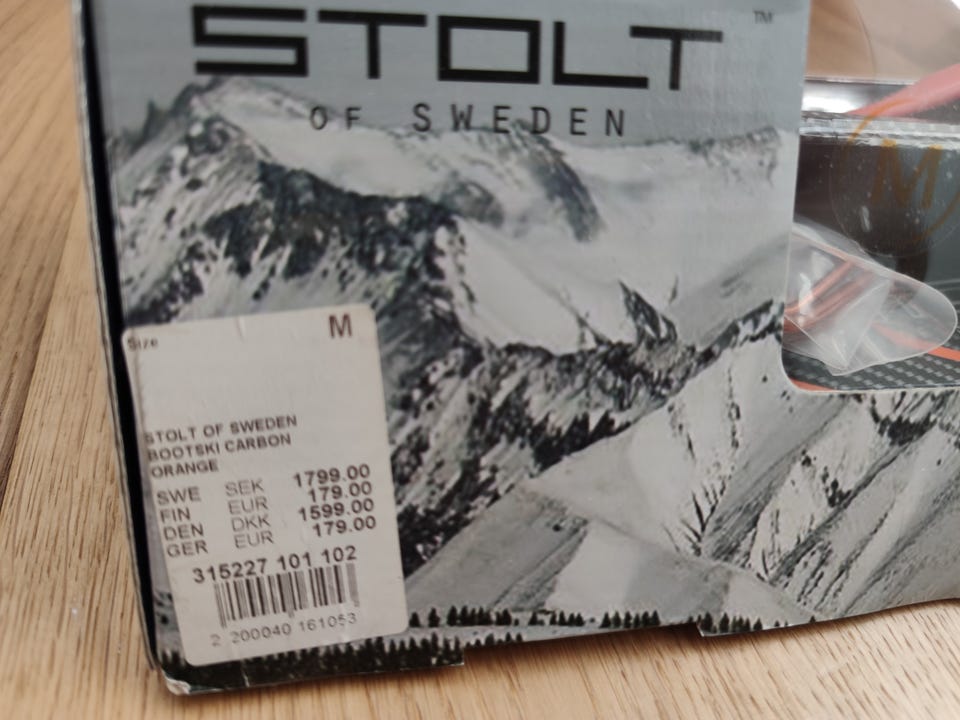 STOLT™
OF SWEDEN
M
Size M
STOLT OF SWEDEN
BOOTSKI CARBON
ORANGE
SWE SEK 1799.00
FIN EUR 179.00
DEN DKK 1599.00
GER EUR 179.00
315227 101 102
2 200040 161053